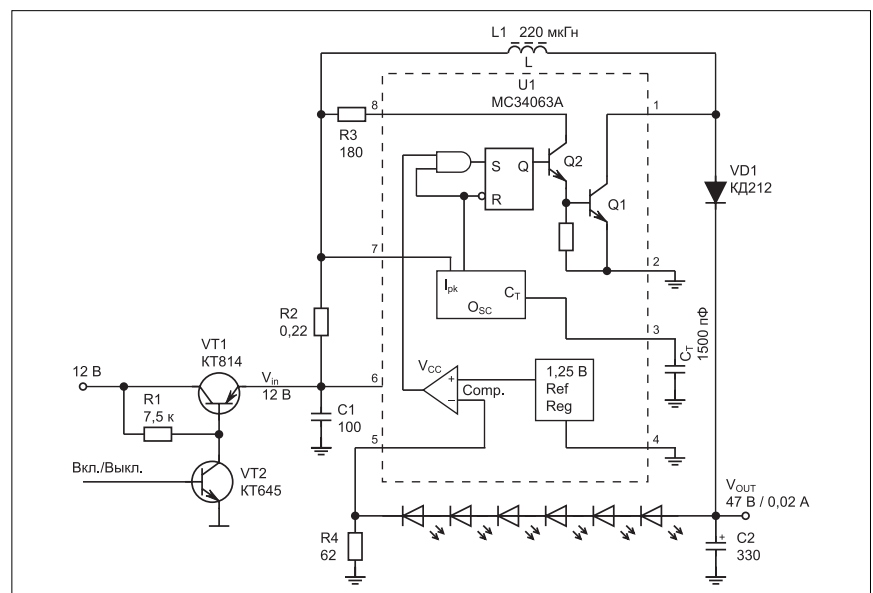 L1 220 мкГн
L
U1
MC34063A
8
1
R3
180
S
Q
R
Q2
Q1
VD1
КД212
7
2
Ipk
CT
OSC
R2
0,22
3
CT
1500 пФ
VT1
КТ814
12 В
Vin
12 В
6
VCC
+
–
Comp.
1,25 В
Ref
Reg
R1
7,5 к
C1
100
5
4
Вкл./Выкл.
VT2
КТ645
VOUT
47 В / 0,02 А
R4
62
+
C2
330